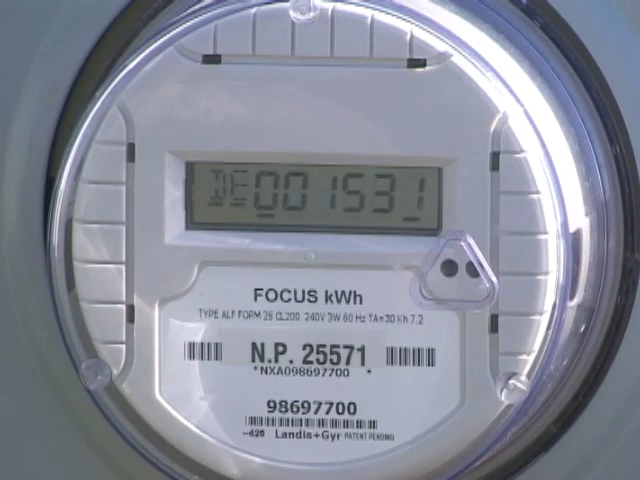 DE001531
FOCUS kWh
TYPE ALF FORM 2S CL200 240V 3W 60 Hz TA=30 Kh 7.2
N.P. 25571
*NXA098697700 *
98697700
-426 Landis+Gyr PATENT PENDING